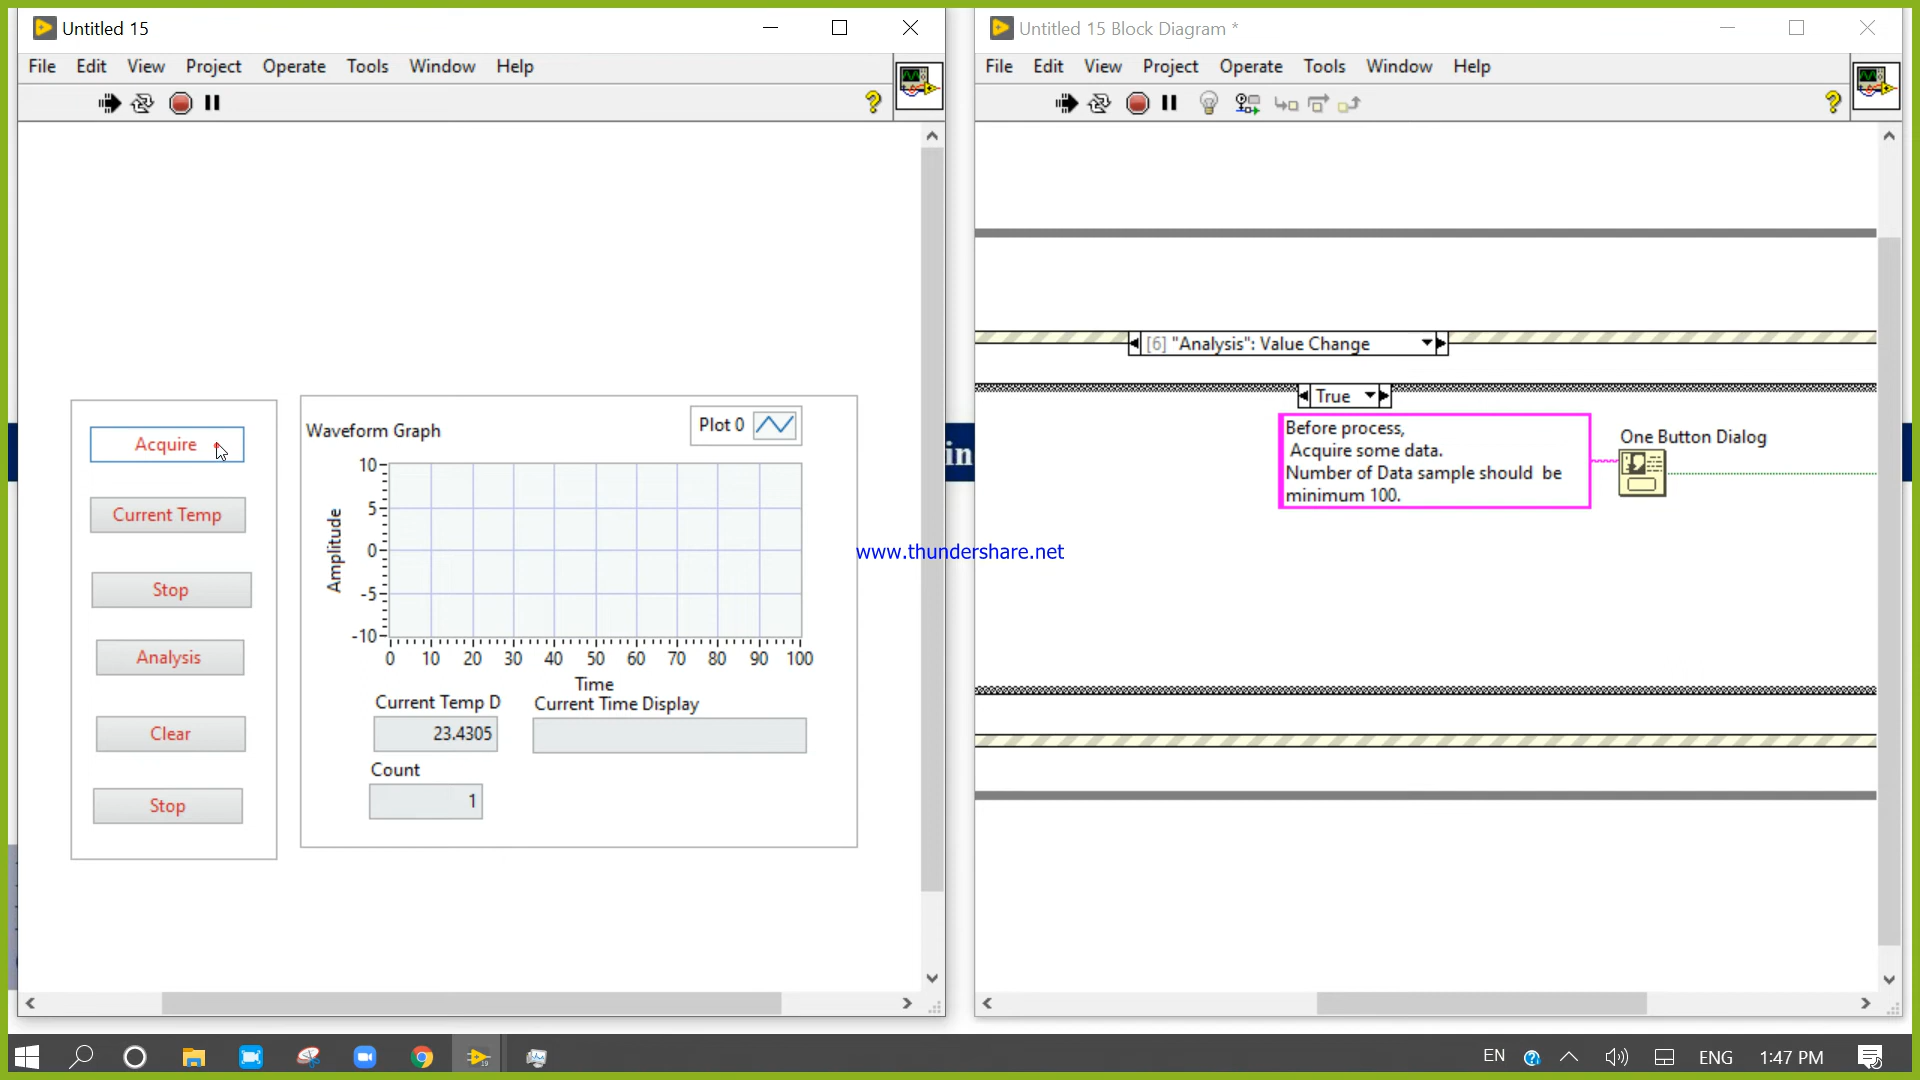 Untitled 15
File Edit View Project Operate Tools Window Help
Acquire
Current Temp
Stop
Analysis
Clear
Stop
Waveform Graph
Plot 0
Amplitude
10
5
0
-5
-10
0 10 20 30 40 50 60 70 80 90 100
Time
Current Temp D
23.4305
Current Time Display
Count
1
www.thundershare.net
in
Untitled 15 Block Diagram *
File Edit View Project Operate Tools Window Help
[6] "Analysis": Value Change
True
Before process,
Acquire some data.
Number of Data sample should be
minimum 100.
One Button Dialog
EN
ENG
1:47 PM